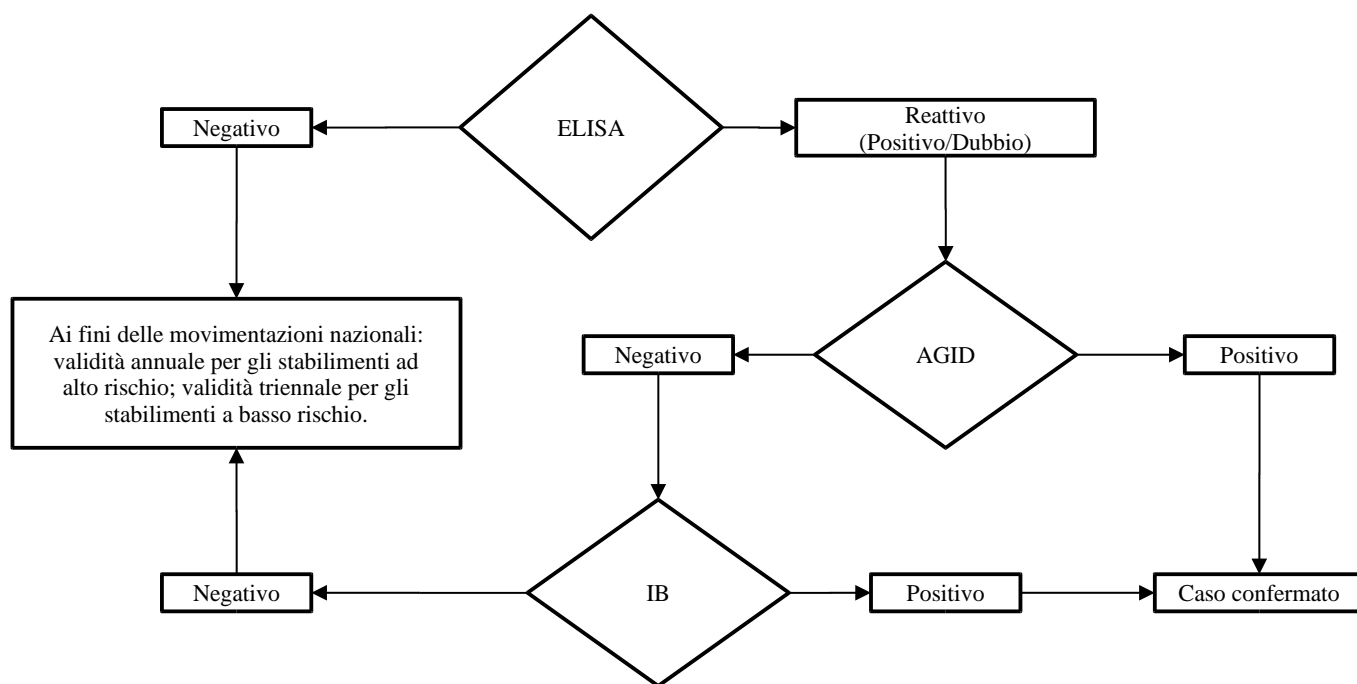 Negativo
ELISA
Reattivo
(Positivo/Dubbio)
Ai fini delle movimentazioni nazionali:
validità annuale per gli stabilimenti ad
alto rischio; validità triennale per gli
stabilimenti a basso rischio.
Negativo
AGID
Positivo
Negativo
IB
Positivo
Caso confermato